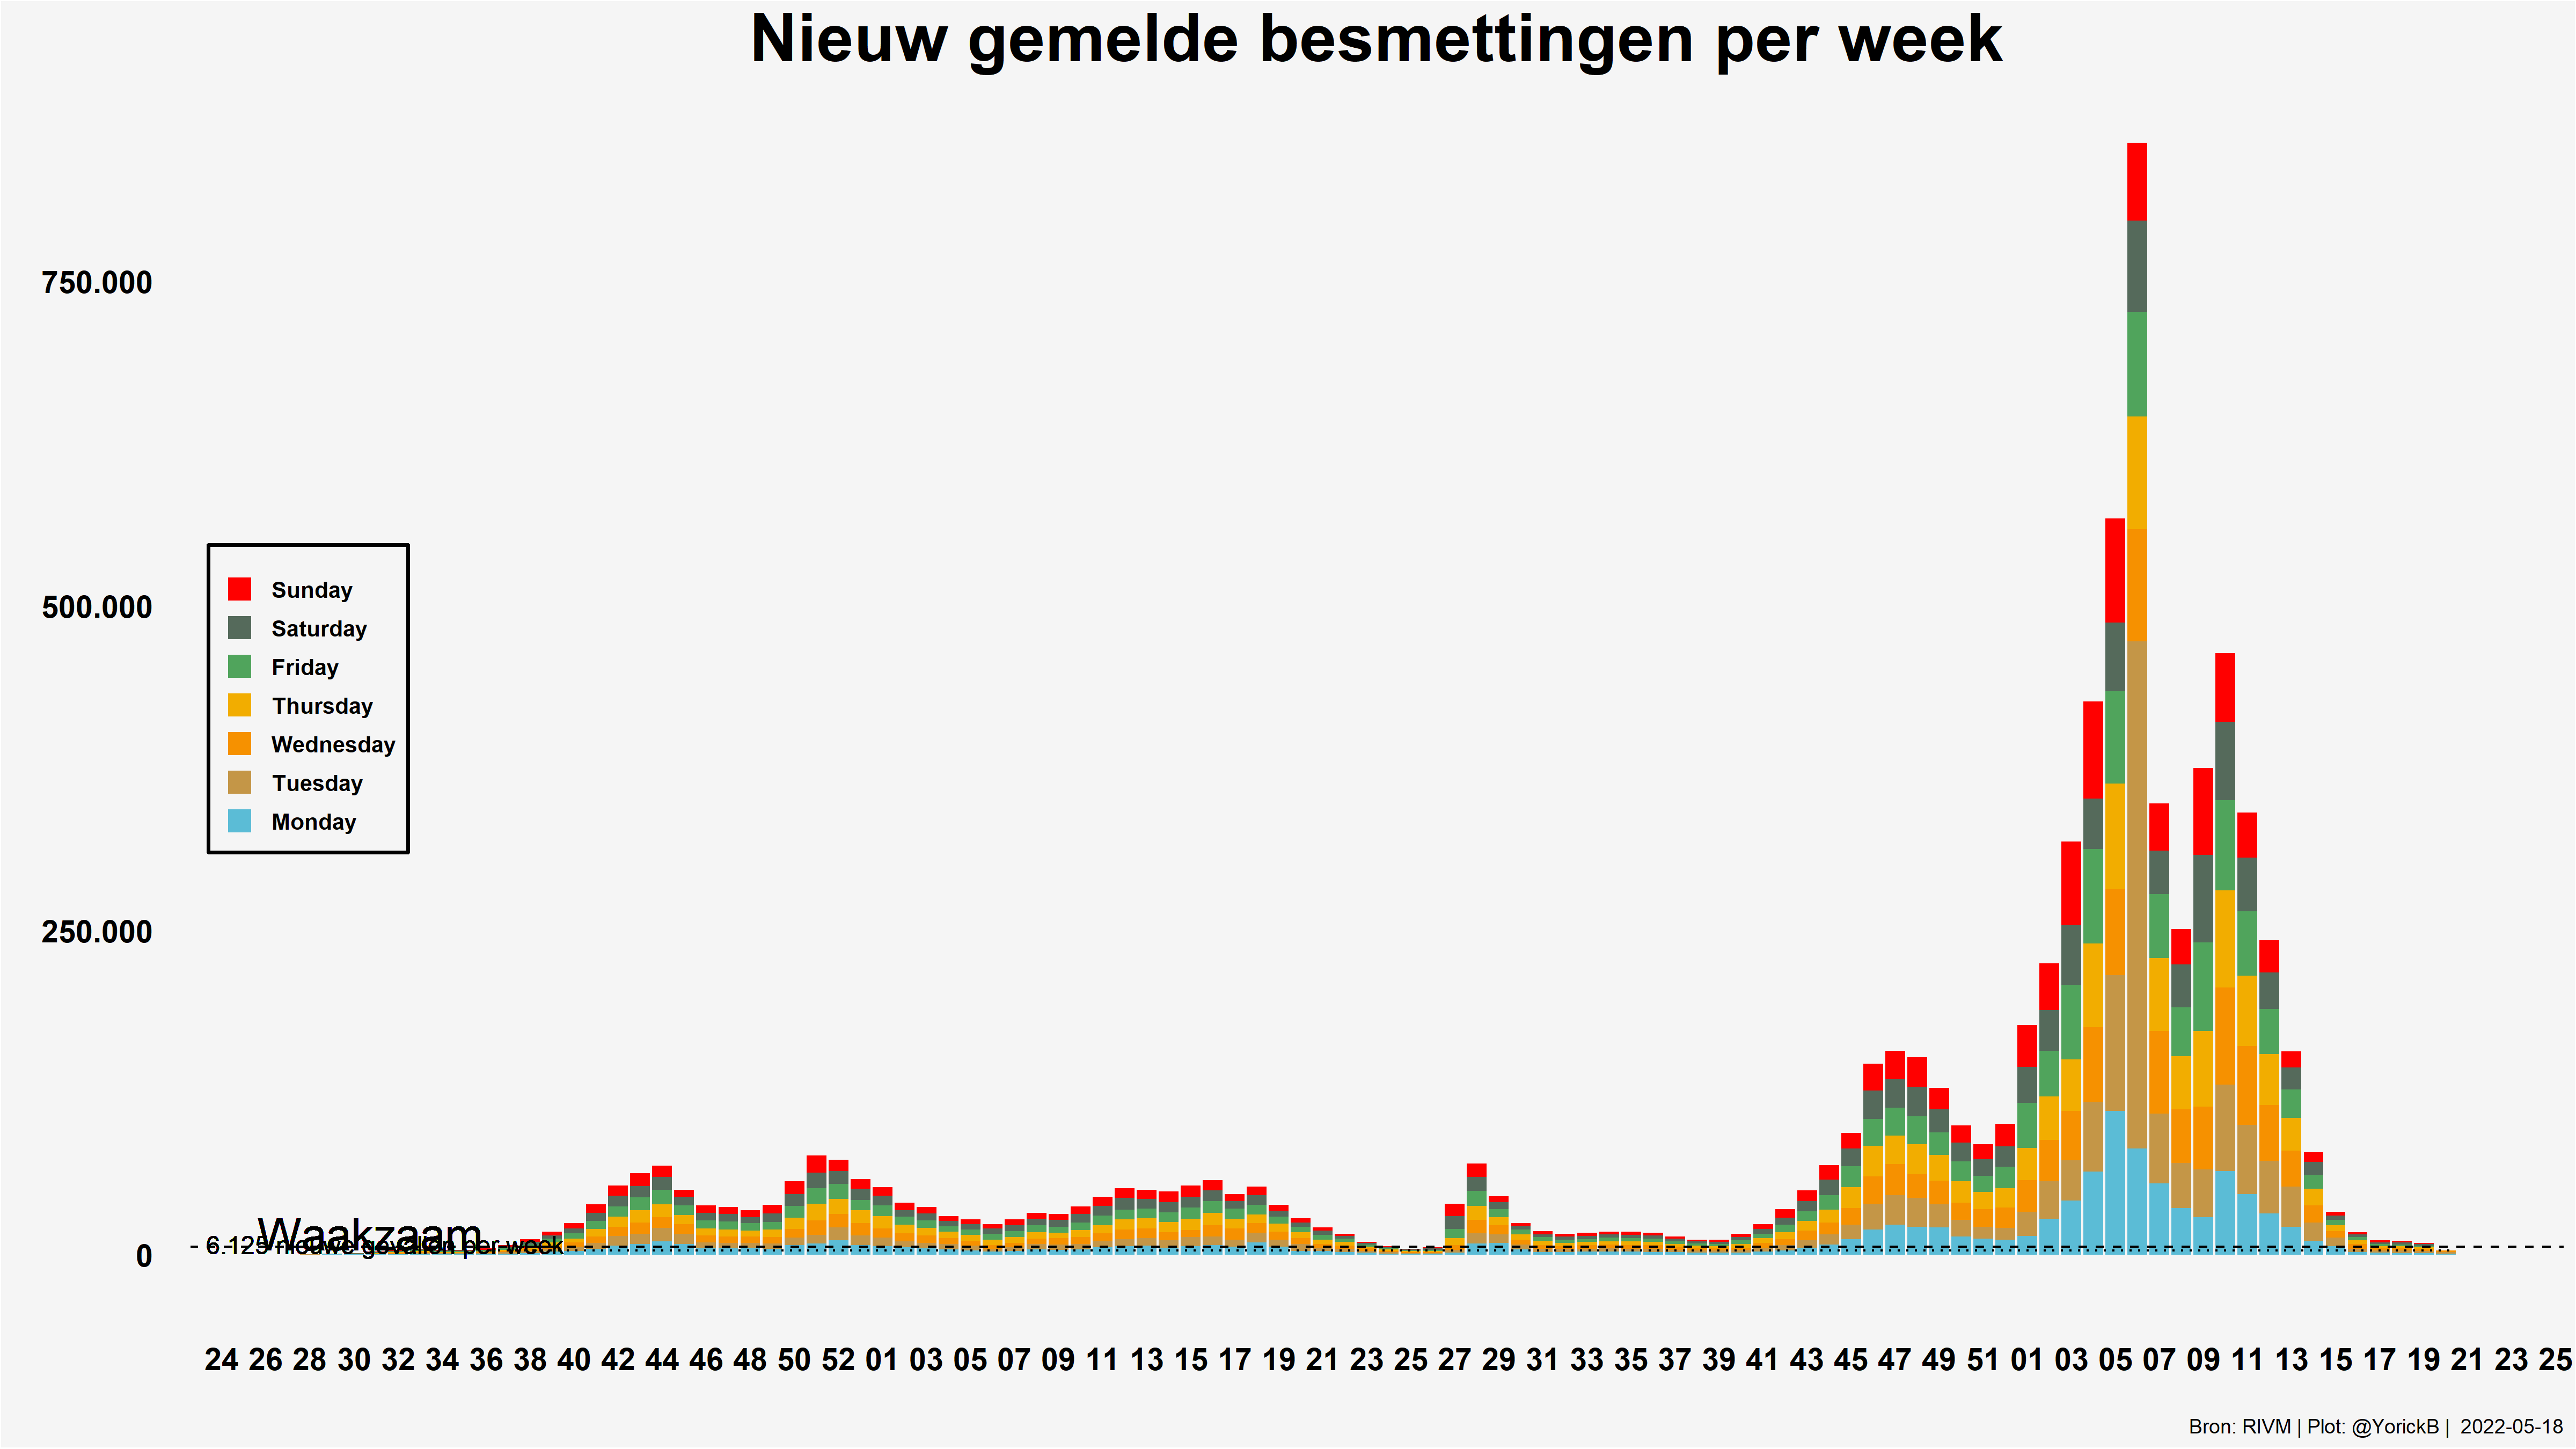 Nieuw gemelde besmettingen per week
750.000
500.000
250.000
0
Sunday
Saturday
Friday
Thursday
Wednesday
Tuesday
Monday
Waakzaam
6.125 nieuwe gevallen per week
24 26 28 30 32 34 36 38 40 42 44 46 48 50 52 01 03 05 07 09 11 13 15 17 19 21 23 25 27 29 31 33 35 37 39 41 43 45 47 49 51 01 03 05 07 09 11 13 15 17 19 21 23 25
Bron: RIVM | Plot: @YorickB | 2022-05-18